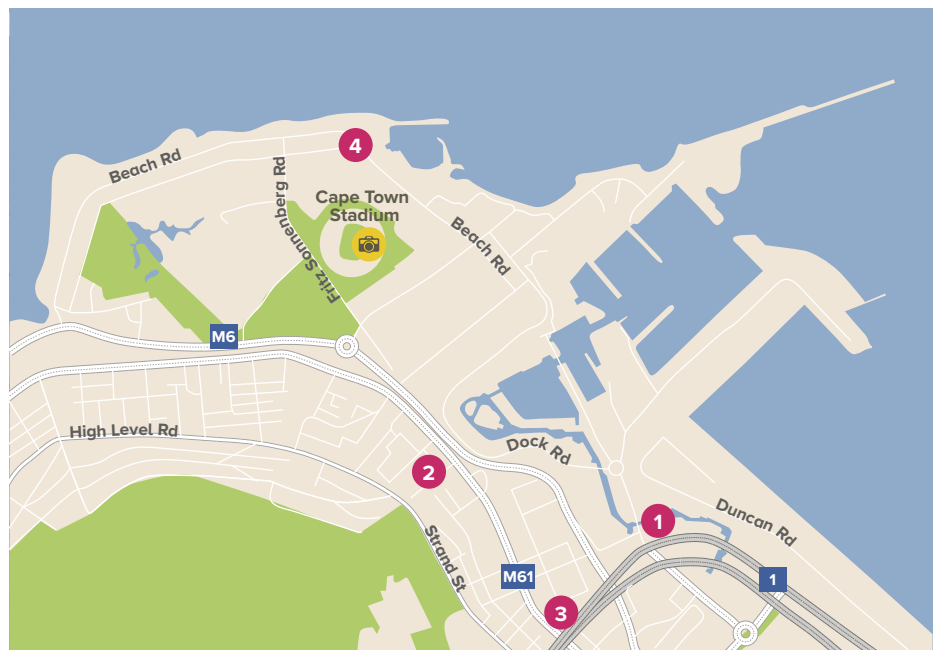 4
Beach Rd
Fritz Sonnenberg Rd
Cape Town
Stadium
Beach Rd
M6
High Level Rd
Dock Rd
2
1
Duncan Rd
Strand St
M61
1
3